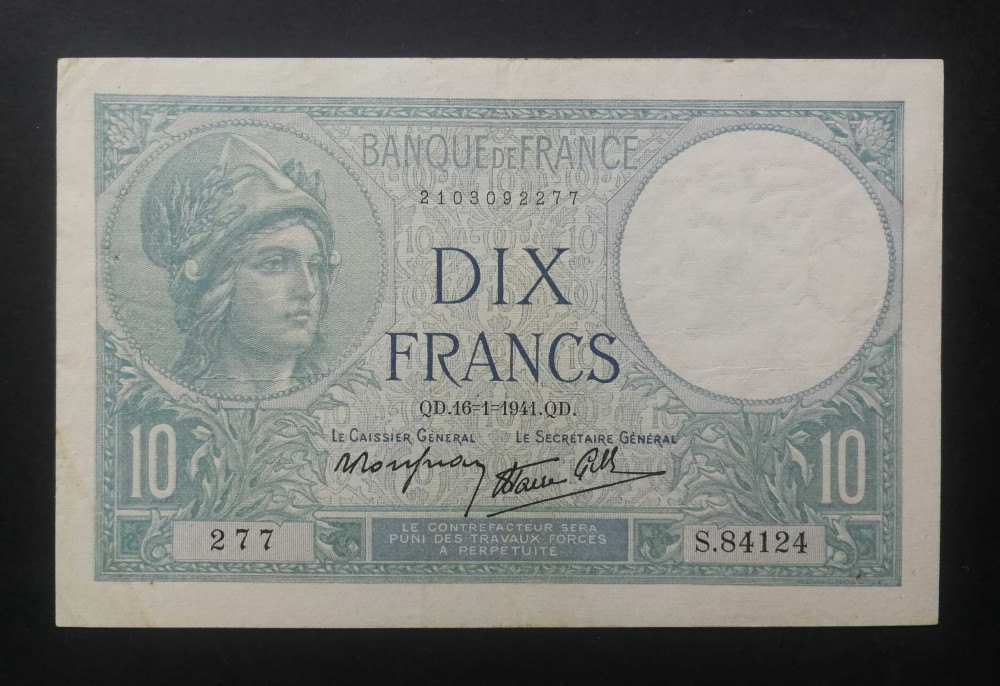 BANQUE DE FRANCE
2103092277
DIX
FRANCS
QD.16=1=1941.QD.
LE CAISSIER GÉNÉRAL LE SECRÉTAIRE GÉNÉRAL
10 10
277 LE CONTREFACTEUR SERA S.84124
PUNI DES TRAVAUX FORCÉS
A PERPÉTUITÉ